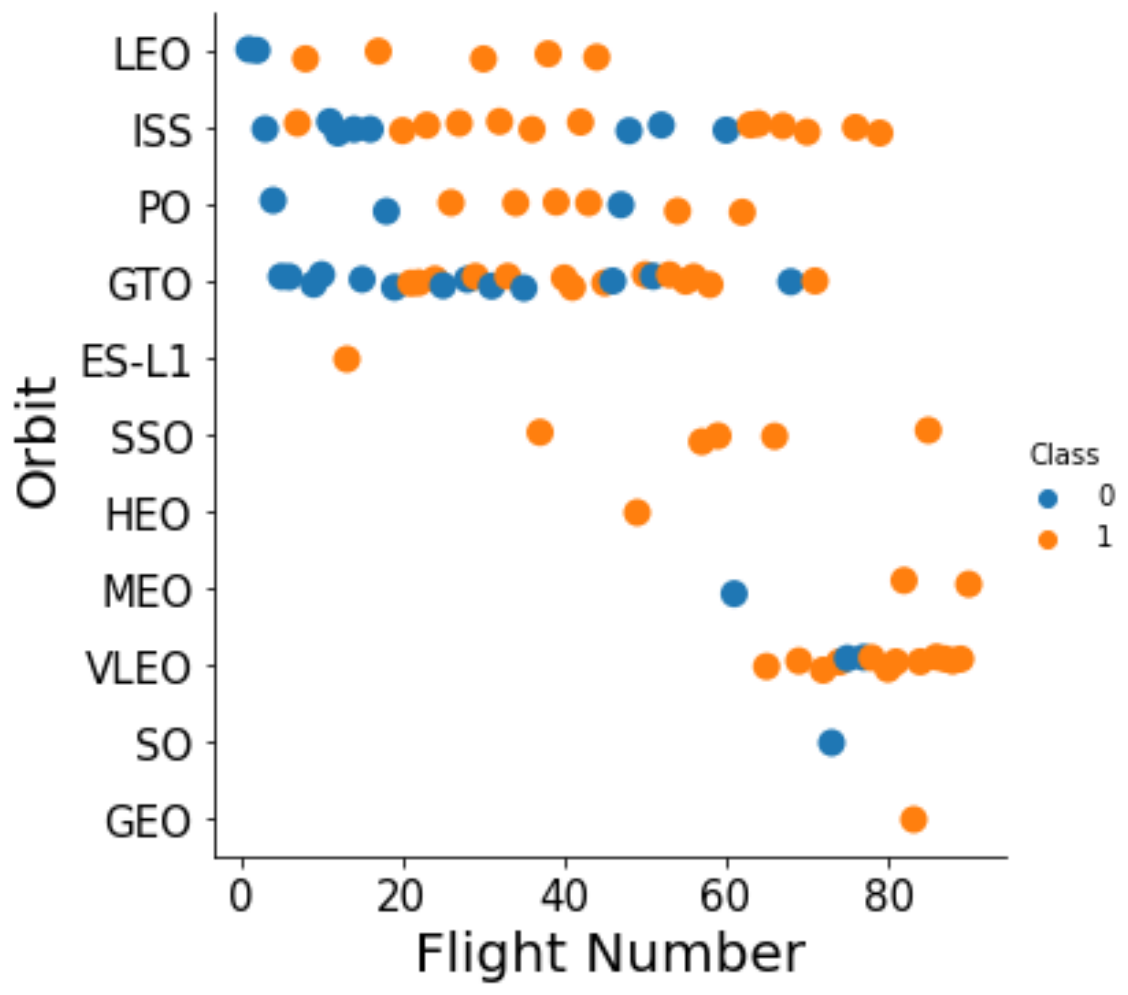 LEO
ISS
PO
GTO
ES-L1
SSO
HEO
MEO
VLEO
SO
GEO
Orbit
0 20 40 60 80
Flight Number
Class
0
1